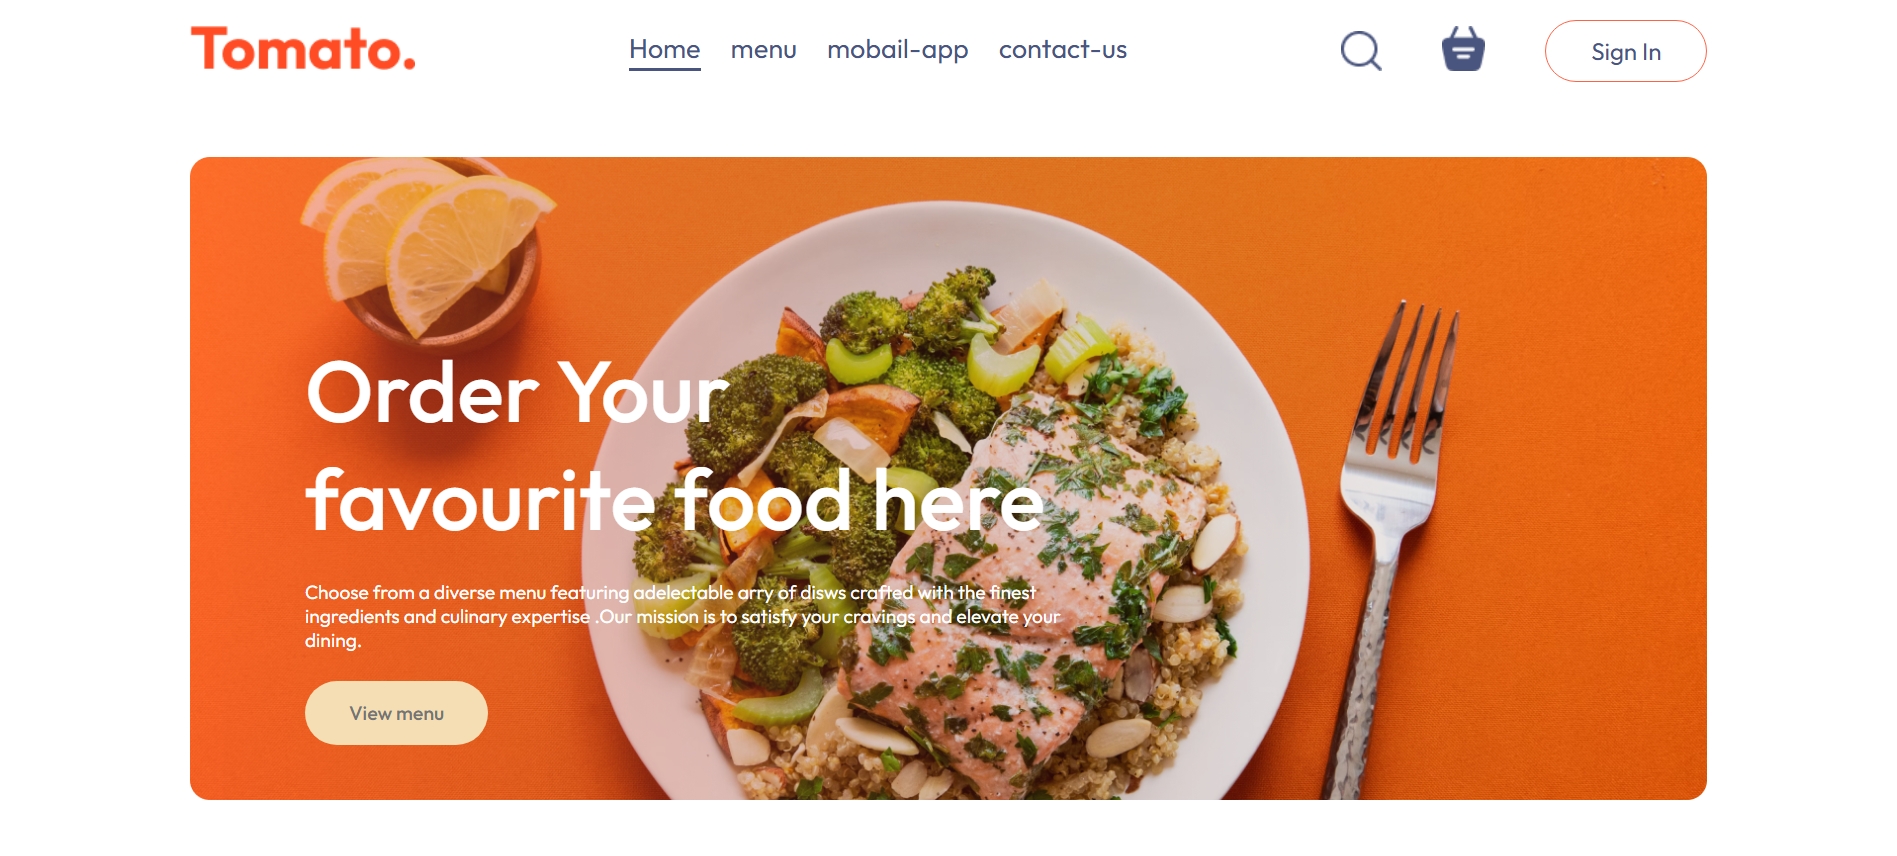 Tomato.
Home menu mobail-app contact-us
Sign In
Order Your
favourite food here
Choose from a diverse menu featuring adelectable arry of disws crafted with the finest
ingredients and culinary expertise .Our mission is to satisfy your cravings and elevate your
dining.
View menu